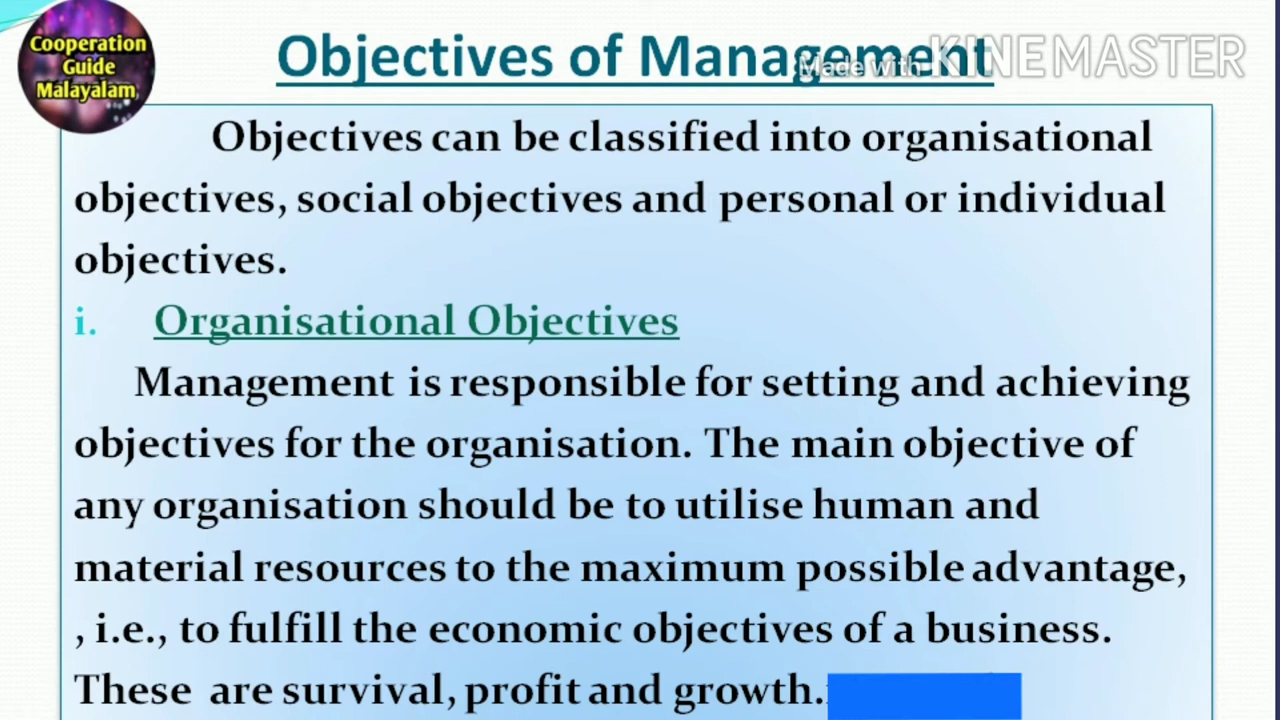 Cooperation
Guide
Malayalam
Objectives of Management
Made with KINEMASTER
Objectives can be classified into organisational
objectives, social objectives and personal or individual
objectives.
i. Organisational Objectives
Management is responsible for setting and achieving
objectives for the organisation. The main objective of
any organisation should be to utilise human and
material resources to the maximum possible advantage,
, i.e., to fulfill the economic objectives of a business.
These are survival, profit and growth.